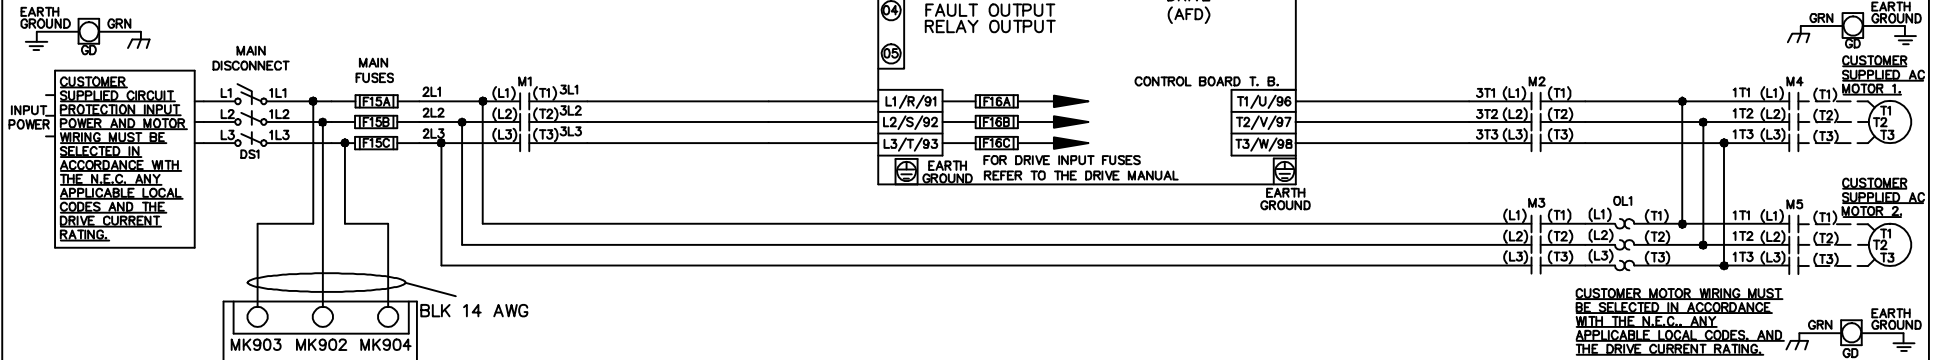 EARTH
GROUND
GRN
GD
CUSTOMER
SUPPLIED CIRCUIT
PROTECTION INPUT
POWER AND MOTOR
WIRING MUST BE
SELECTED IN
ACCORDANCE WITH
THE N.E.C. ANY
APPLICABLE LOCAL
CODES AND THE
DRIVE CURRENT
RATING.
INPUT
POWER
MAIN
DISCONNECT
L1 1L1
L2 1L2
L3 1L3
DS1
MAIN
FUSES
F15A
F15B
F15C
2L1
2L2
2L3
M1
(L1) (T1) 3L1
(L2) (T2) 3L2
(L3) (T3) 3L3
BLK 14 AWG
MK903 MK902 MK904
04
05
FAULT OUTPUT
RELAY OUTPUT
(AFD)
CONTROL BOARD T. B.
L1/R/91
L2/S/92
L3/T/93
F16A
F16B
F16C
T1/U/96
T2/V/97
T3/W/98
EARTH
GROUND
FOR DRIVE INPUT FUSES
REFER TO THE DRIVE MANUAL
EARTH
GROUND
M2
3T1 (L1) (T1)
3T2 (L2) (T2)
3T3 (L3) (T3)
M3
(L1) (T1)
(L2) (T2)
(L3) (T3)
OL1
(L1) (T1)
(L2) (T2)
(L3) (T3)
M4
1T1 (L1) (T1)
1T2 (L2) (T2)
1T3 (L3) (T3)
M5
1T1 (L1) (T1)
1T2 (L2) (T2)
1T3 (L3) (T3)
GRN
GD
EARTH
GROUND
CUSTOMER
SUPPLIED AC
MOTOR 1.
T1
T2
T3
CUSTOMER
SUPPLIED AC
MOTOR 2.
T1
T2
T3
CUSTOMER MOTOR WIRING MUST
BE SELECTED IN ACCORDANCE
WITH THE N.E.C., ANY
APPLICABLE LOCAL CODES, AND
THE DRIVE CURRENT RATING.
GRN
GD
EARTH
GROUND